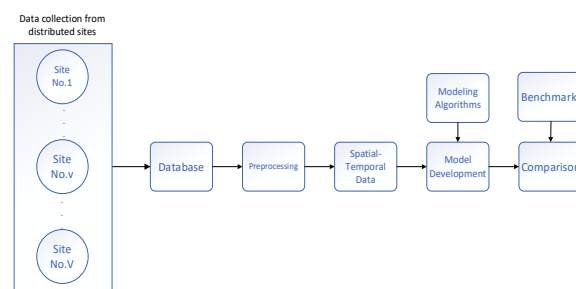 Data collection from
distributed sites
Site
No.1
Site
No.v
Site
No.V
Database
Preprocessing
Spatial-
Temporal
Data
Modeling
Algorithms
Model
Development
Benchmark
Comparison